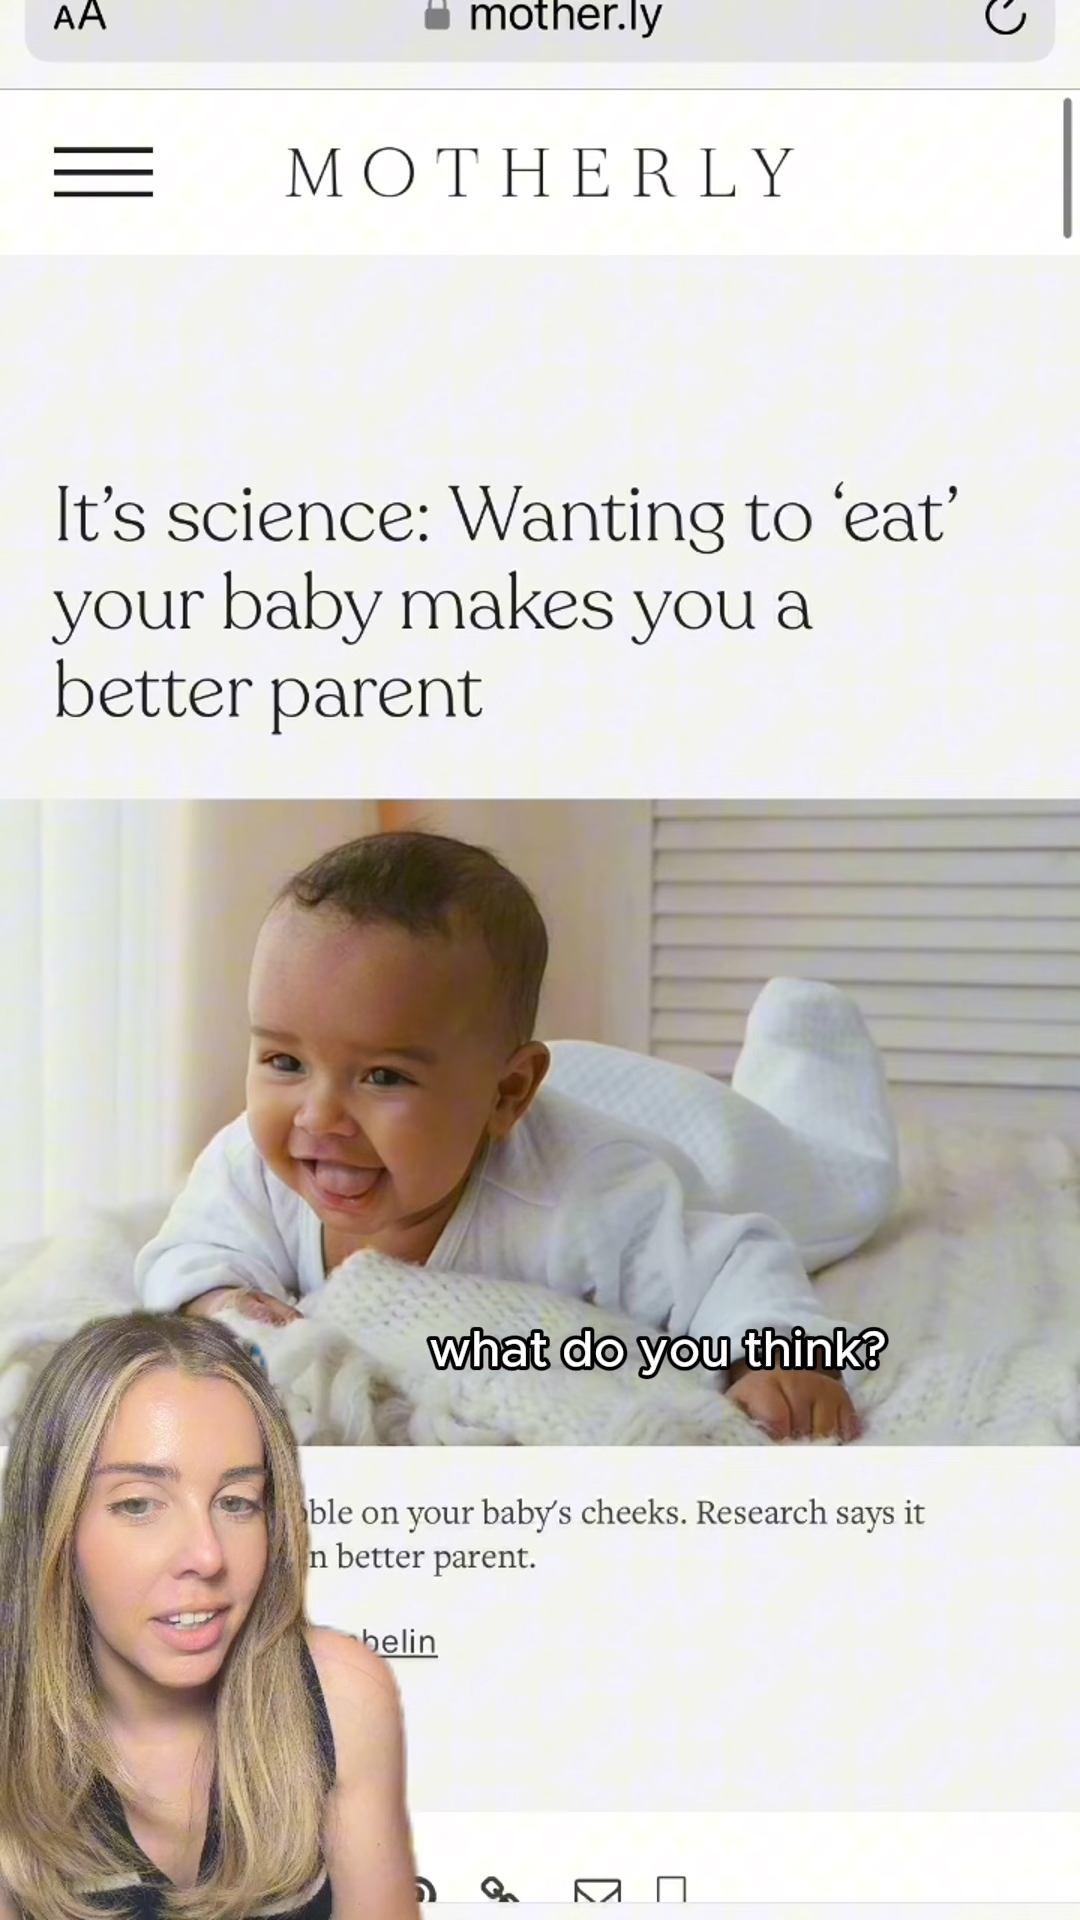 AA
mother.ly
MOTHERLY
It's science: Wanting to ‘eat’
your baby makes you a
better parent
what do you think?
on your baby's cheeks. Research says it
better parent.